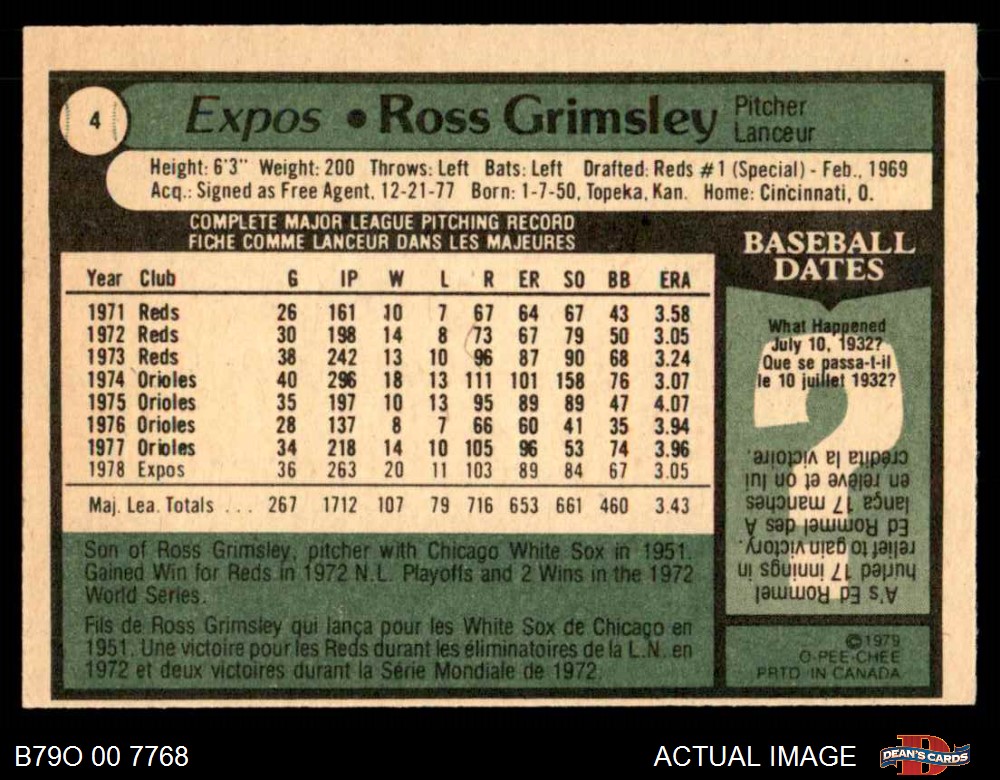 4
Expos • Ross Grimsley
Pitcher
Lanceur
Height: 6'3" Weight: 200 Throws: Left Bats: Left Drafted: Reds #1 (Special) - Feb., 1969
Acq.: Signed as Free Agent, 12-21-77 Born: 1-7-50, Topeka, Kan. Home: Cincinnati, O.
COMPLETE MAJOR LEAGUE PITCHING RECORD
FICHE COMME LANCEUR DANS LES MAJEURES
Year Club G IP W L R ER SO BB ERA
1971 Reds 26 161 10 7 67 64 67 43 3.58
1972 Reds 30 198 14 8 73 67 79 50 3.05
1973 Reds 38 242 13 10 96 87 90 68 3.24
1974 Orioles 40 296 18 13 111 101 158 76 3.07
1975 Orioles 35 197 10 13 95 89 89 47 4.07
1976 Orioles 28 137 8 7 66 60 41 35 3.94
1977 Orioles 34 218 14 10 105 96 53 74 3.96
1978 Expos 36 263 20 11 103 89 84 67 3.05
Maj. Lea. Totals ... 267 1712 107 79 716 653 661 460 3.43
Son of Ross Grimsley, pitcher with Chicago White Sox in 1951.
Gained Win for Reds in 1972 N.L. Playoffs and 2 Wins in the 1972
World Series.
Fils de Ross Grimsley qui lança pour les White Sox de Chicago en
1951. Une victoire pour les Reds durant les éliminatoires de la L.N. en
1972 et deux victoires durant la Série Mondiale de 1972.
BASEBALL
DATES
What Happened
July 10, 1932?
Que se passa-t-il
le 10 juillet 1932?
A's Ed Rommel
hurled 17 innings in
relief to gain victory.
Ed Rommel des A
lança 17 manches
en relève et on lui
crédita la victoire.
©1979
O-PEE-CHEE
PRTD IN CANADA
B79O 00 7768
ACTUAL IMAGE
DEAN'S CARDS